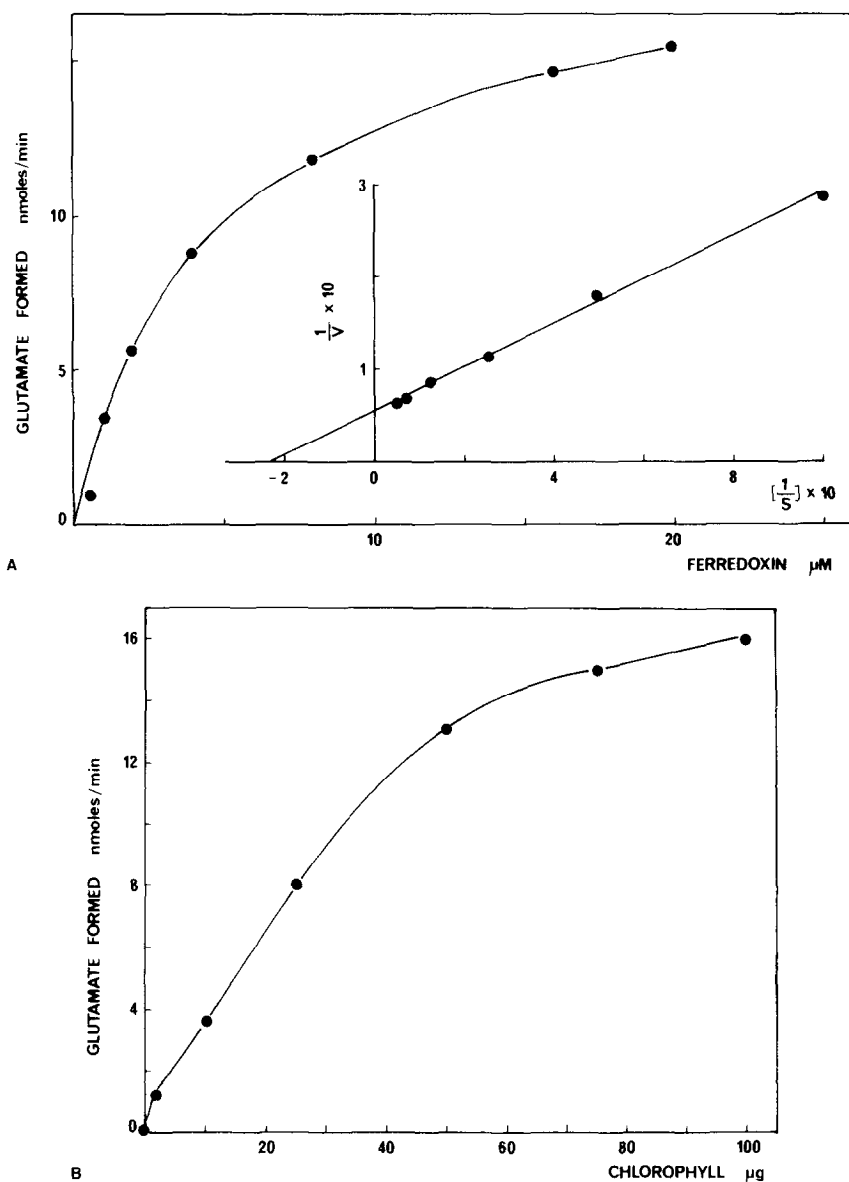 GLUTAMATE FORMED nmoles/min
10
5
0
10
20
FERREDOXIN µM
1/V × 10
3
1
-2
0
4
8
[1/S] × 10
A
GLUTAMATE FORMED nmoles/min
16
12
8
4
0
20
40
60
80
100
CHLOROPHYLL µg
B